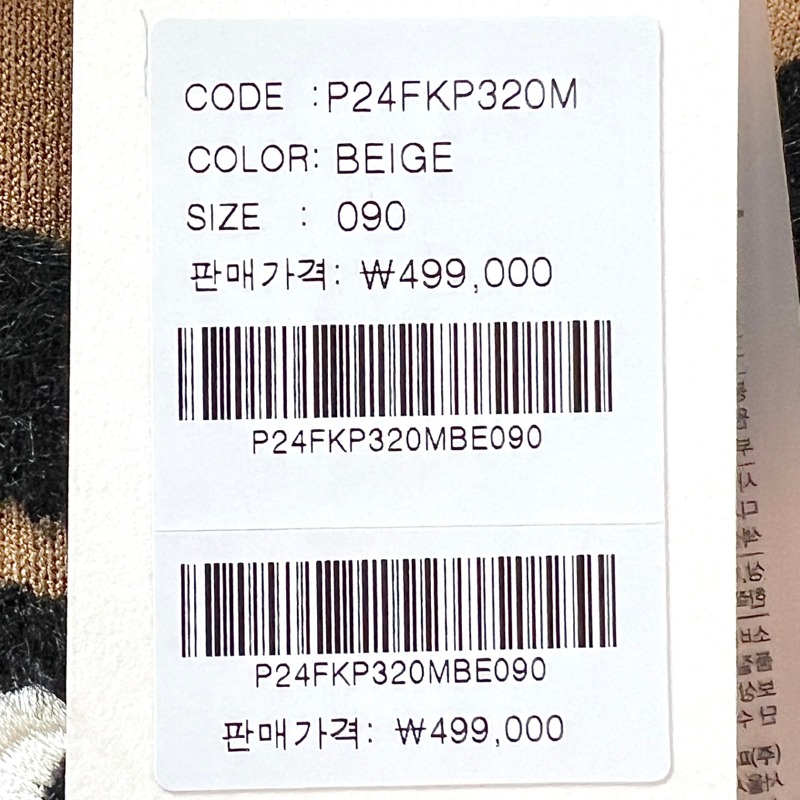 CODE :P24FKP320M
COLOR: BEIGE
SIZE : 090
판매가격: ₩499,000
P24FKP320MBE090
P24FKP320MBE090
판매가격: ₩499,000